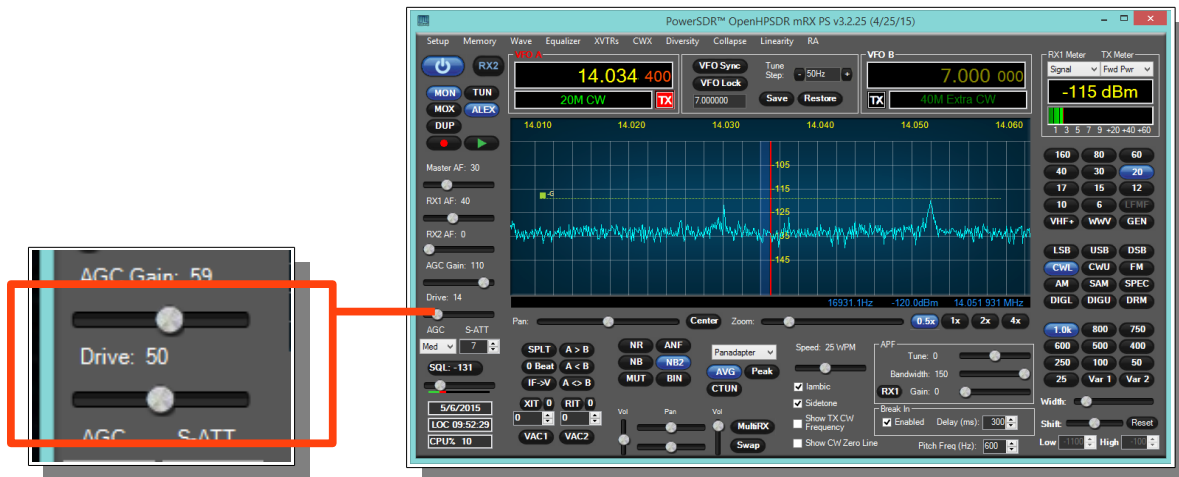 PowerSDR™ OpenHPSDR mRX PS v3.2.25 (4/25/15)
Setup Memory Wave Equalizer XVTRs CWX Diversity Collapse Linearity RA
RX2
MON TUN
MOX ALEX
DUP
Master AF: 30
RX1 AF: 40
RX2 AF: 0
AGC Gain: 110
Drive: 14
AGC S-ATT
Med 7
SQL: -131
5/6/2015
LOC 09:52:29
CPU% 10
VFO A
14.034 400
20M CW TX
VFO Sync
VFO Lock
7.000000
Tune
Step: - 50Hz +
Save Restore
VFO B
7.000 000
TX 40M Extra CW
RX1 Meter TX Meter
Signal Fwd Pwr
-115 dBm
1 3 5 7 9 +20 +40 +60
14.010 14.020 14.030 14.040 14.050 14.060
-105
-G
-115
-125
-135
-145
16931.1Hz -120.0dBm 14.051 931 MHz
Pan: Center Zoom: 0.5x 1x 2x 4x
SPLT A > B
0 Beat A < B
IF->V A <> B
XIT 0 RIT 0
0 0
VAC1 VAC2
NR ANF
NB NB2
MUT BIN
Panadapter
AVG Peak
CTUN
Vol Pan Vol
MultiRX
Swap
Speed: 25 WPM
Iambic
Sidetone
Show TX CW
Frequency
Show CW Zero Line
APF
Tune: 0
Bandwidth: 150
RX1 Gain: 0
Break In
Enabled Delay (ms): 300
Pitch Freq (Hz): 600
160 80 60
40 30 20
17 15 12
10 6 LFMF
VHF+ WWV GEN
LSB USB DSB
CWL CWU FM
AM SAM SPEC
DIGL DIGU DRM
1.0k 800 750
600 500 400
250 100 50
25 Var 1 Var 2
Width:
Shift: Reset
Low -1100 High -100
AGC Gain: 59
Drive: 50
AGC S-ATT